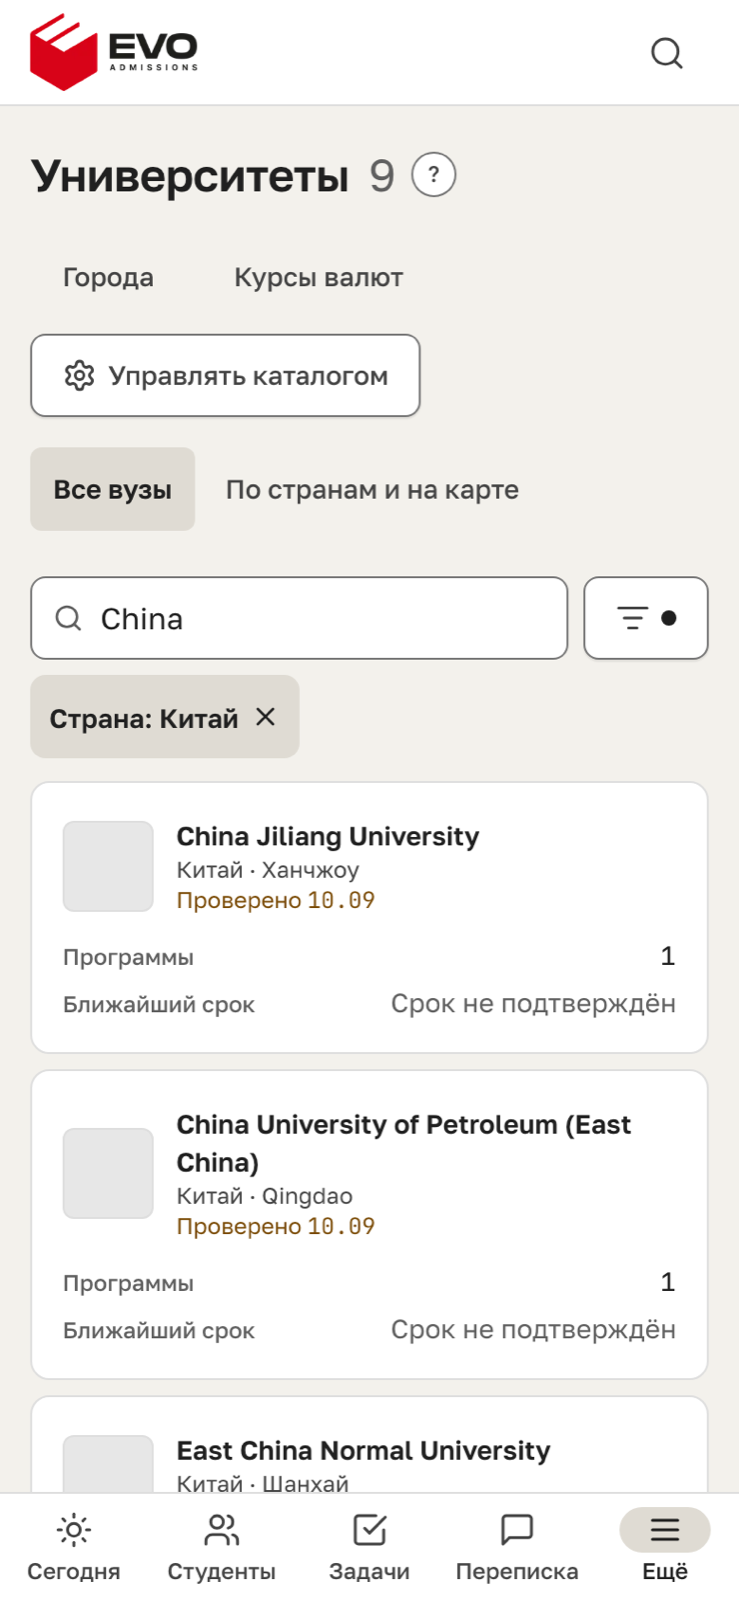 EVO
ADMISSIONS
Университеты 9 ?
Города Курсы валют
Управлять каталогом
Все вузы По странам и на карте
China
Страна: Китай
China Jiliang University
Китай · Ханчжоу
Проверено 10.09
Программы 1
Ближайший срок Срок не подтверждён
China University of Petroleum (East
China)
Китай · Qingdao
Проверено 10.09
Программы 1
Ближайший срок Срок не подтверждён
East China Normal University
Китай · Шанхай
Сегодня Студенты Задачи Переписка Ещё